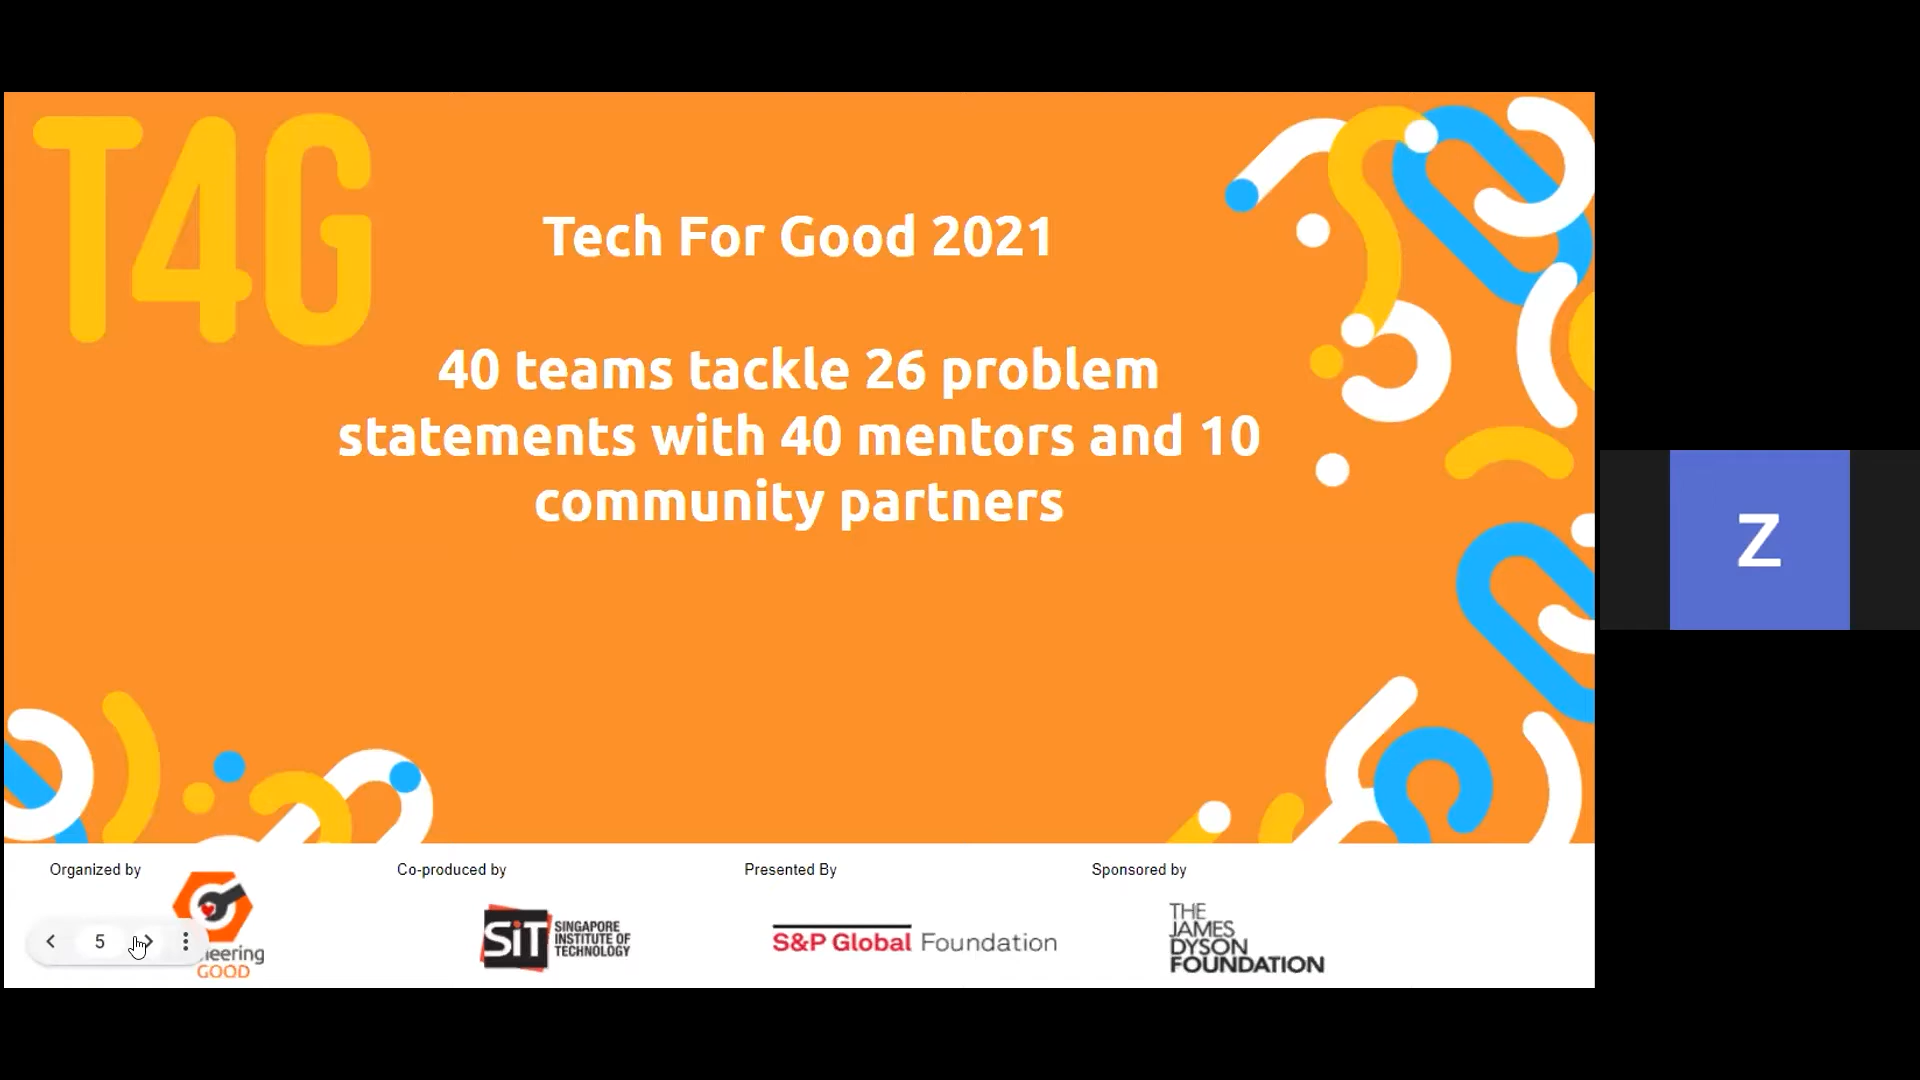 T4G
Tech For Good 2021
40 teams tackle 26 problem
statements with 40 mentors and 10
community partners
Z
Organized by
Co-produced by
Presented By
Sponsored by
5
neering
GOOD
SiT
SINGAPORE
INSTITUTE OF
TECHNOLOGY
S&P Global Foundation
THE
JAMES
DYSON
FOUNDATION